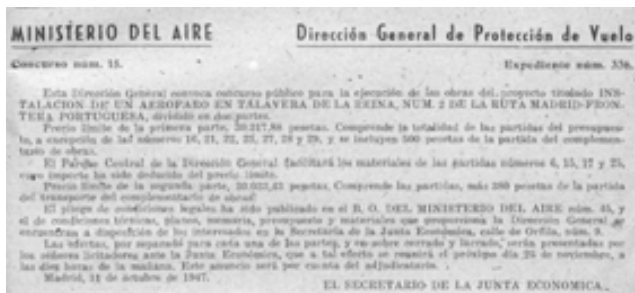 MINISTERIO DEL AIRE Dirección General de Protección de Vuelo
Concurso núm. 15. Expediente núm. 336.
Esta Dirección General convoca concurso público para la ejecución de las obras del proyecto titulado INS-
TALACION DE UN AEROFARO EN TALAVERA DE LA REINA, NUM. 2 DE LA RUTA MADRID-FRON-
TERA PORTUGUESA, dividido en dos partes.
Precio límite de la primera parte, pesetas. Comprende la totalidad de las partidas del presupues-
to, a excepción de las números 16, 21, 22, 23, 27, 28 y 29, y se incluyen 500 pesetas de la partida del complemen-
tario de obras.
El Parque Central de la Dirección General facilitará los materiales de las partidas números 6, 15, 17 y 25,
cuyo importe ha sido deducido del precio límite.
Precio límite de la segunda parte, pesetas. Comprende las partidas, más pesetas de la partida
del transporte del complementario de obras.
El pliego de condiciones legales ha sido publicado en el B. O. DEL MINISTERIO DEL AIRE núm. 45, y
el de condiciones técnicas, planos, memoria, presupuesto y materiales que proporciona la Dirección General se
encuentran a disposición de los interesados en la Secretaría de la Junta Económica, calle de Orfila, núm. 9.
Las ofertas, por separado para cada una de las partes, y en sobre cerrado y lacrado, serán presentadas por
los señores licitadores ante la Junta Económica, que a tal efecto se reunirá el próximo día 25 de noviembre, a
las diez horas de la mañana. Este anuncio será por cuenta del adjudicatario.
Madrid, 31 de octubre de 1947.
EL SECRETARIO DE LA JUNTA ECONOMICA.